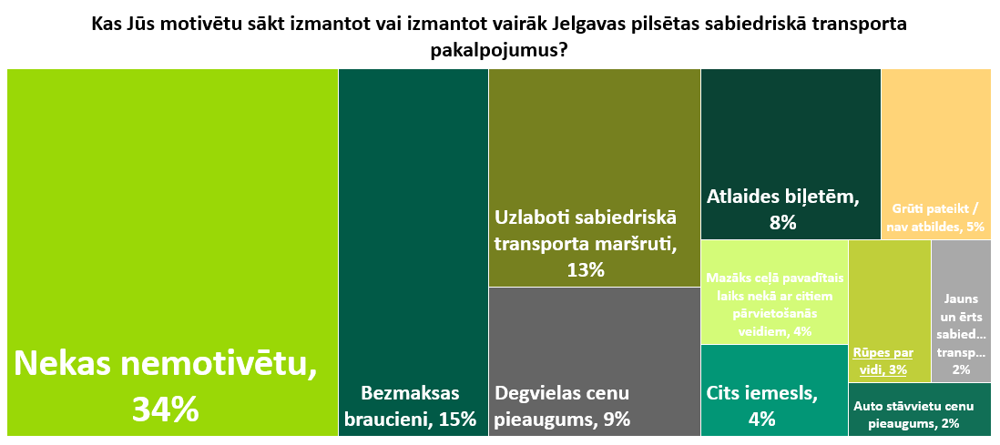 Kas Jūs motivētu sākt izmantot vai izmantot vairāk Jelgavas pilsētas sabiedriskā transporta
pakalpojumus?
Nekas nemotivētu,
34%
Bezmaksas
braucieni, 15%
Uzlaboti sabiedriskā
transporta maršruti,
13%
Degvielas cenu
pieaugums, 9%
Atlaides biļetēm,
8%
Grūti pateikt /
nav atbildes, 5%
Mazāks ceļā pavadītais
laiks nekā ar citiem
pārvietošanās
veidiem, 4%
Cits iemesls,
4%
Rūpes par
vidi, 3%
Jauns
un ērts
sabied...
transp...
2%
Auto stāvvietu cenu
pieaugums, 2%